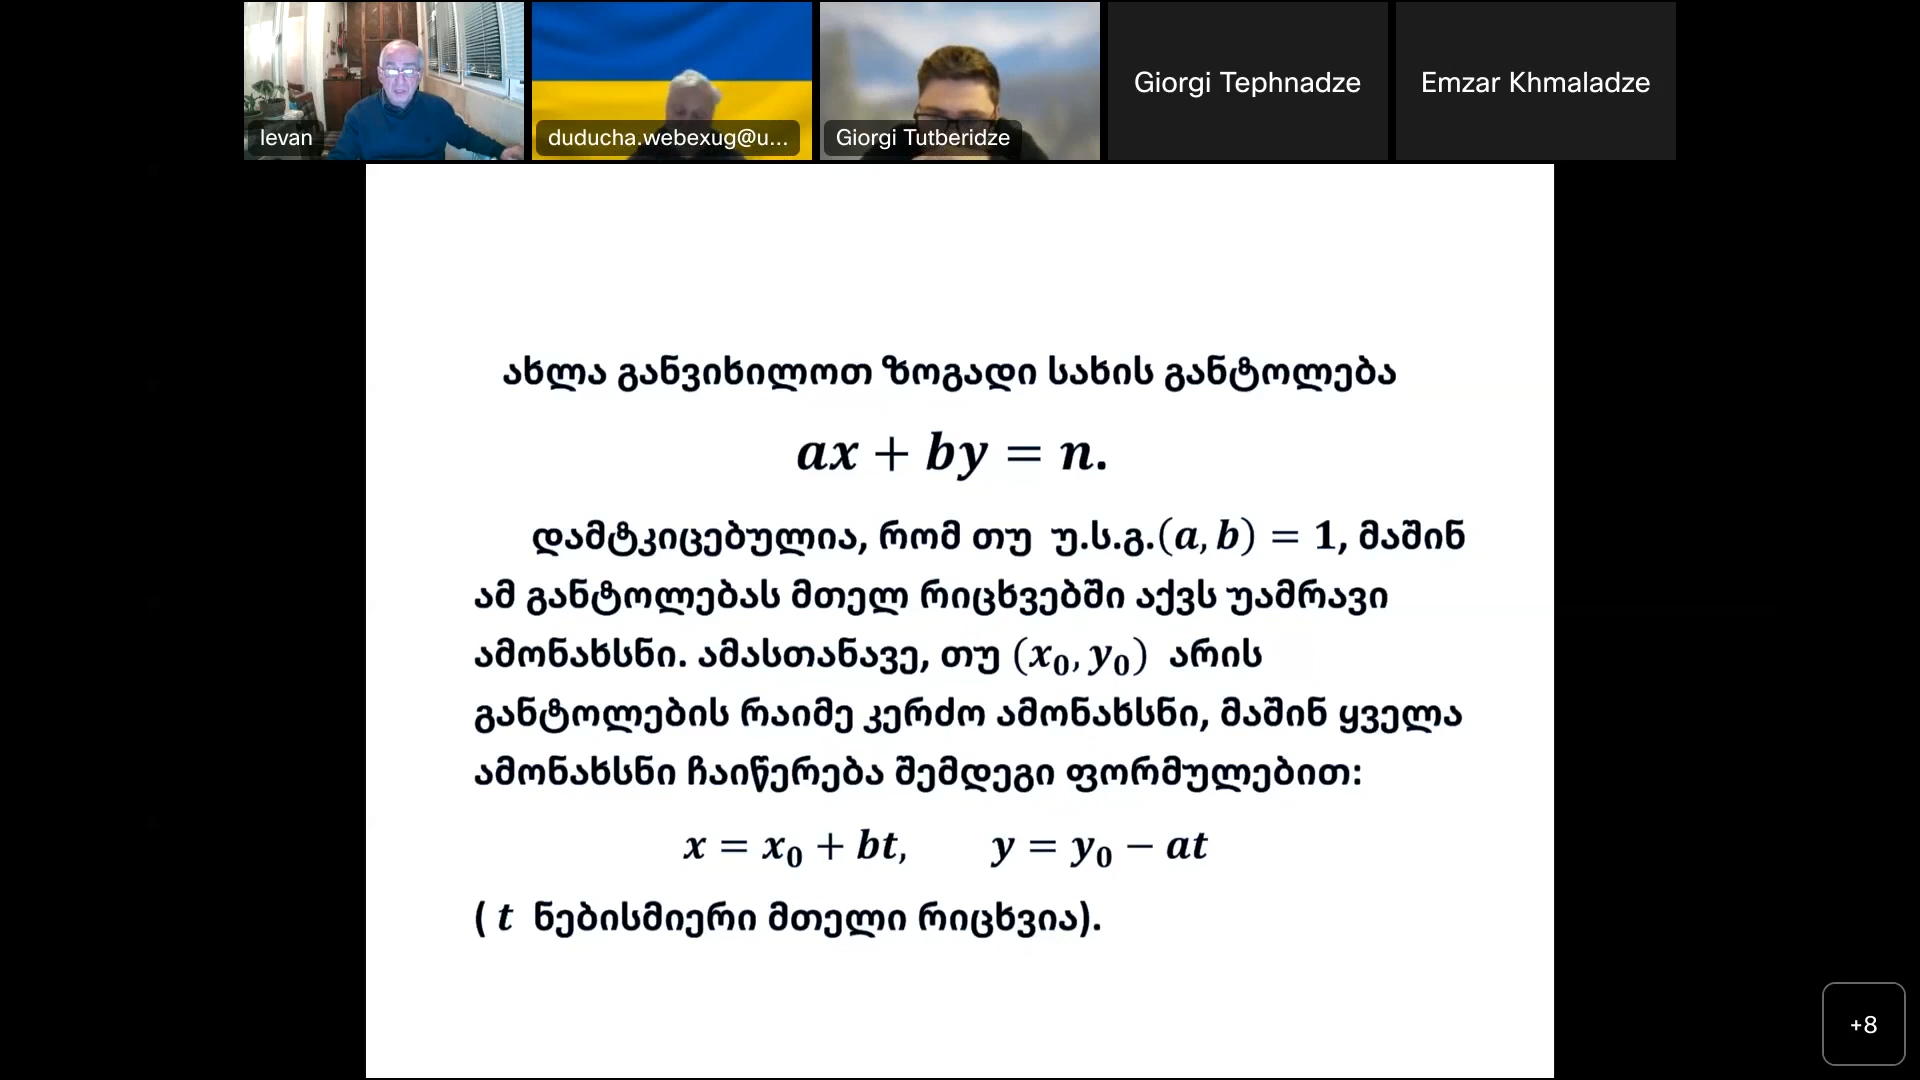 levan
duducha.webexug@u...
Giorgi Tutberidze
Giorgi Tephnadze
Emzar Khmaladze
ახლა განვიხილოთ ზოგადი სახის განტოლება
ax + by = n.
დამტკიცებულია, რომ თუ უ.ს.გ.(a, b) = 1, მაშინ
ამ განტოლებას მთელ რიცხვებში აქვს უამრავი
ამონახსნი. ამასთანავე, თუ (x₀, y₀) არის
განტოლების რაიმე კერძო ამონახსნი, მაშინ ყველა
ამონახსნი ჩაიწერება შემდეგი ფორმულებით:
x = x₀ + bt, y = y₀ − at
( t ნებისმიერი მთელი რიცხვია).
+8